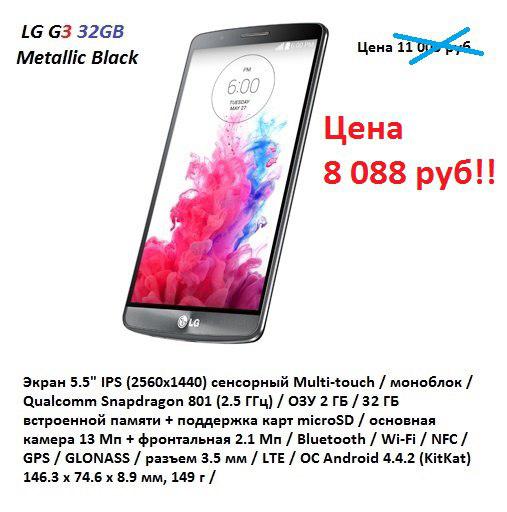 LG G3 32GB
Metallic Black
Цена 11 00 руб
Цена
8 088 руб!!
6:00 PM
6:00
TUESDAY
MAY 27
LG
Экран 5.5" IPS (2560x1440) сенсорный Multi-touch / моноблок /
Qualcomm Snapdragon 801 (2.5 ГГц) / ОЗУ 2 ГБ / 32 ГБ
встроенной памяти + поддержка карт microSD / основная
камера 13 Мп + фронтальная 2.1 Мп / Bluetooth / Wi-Fi / NFC /
GPS / GLONASS / разъем 3.5 мм / LTE / ОС Android 4.4.2 (KitKat)
146.3 x 74.6 x 8.9 мм, 149 г /